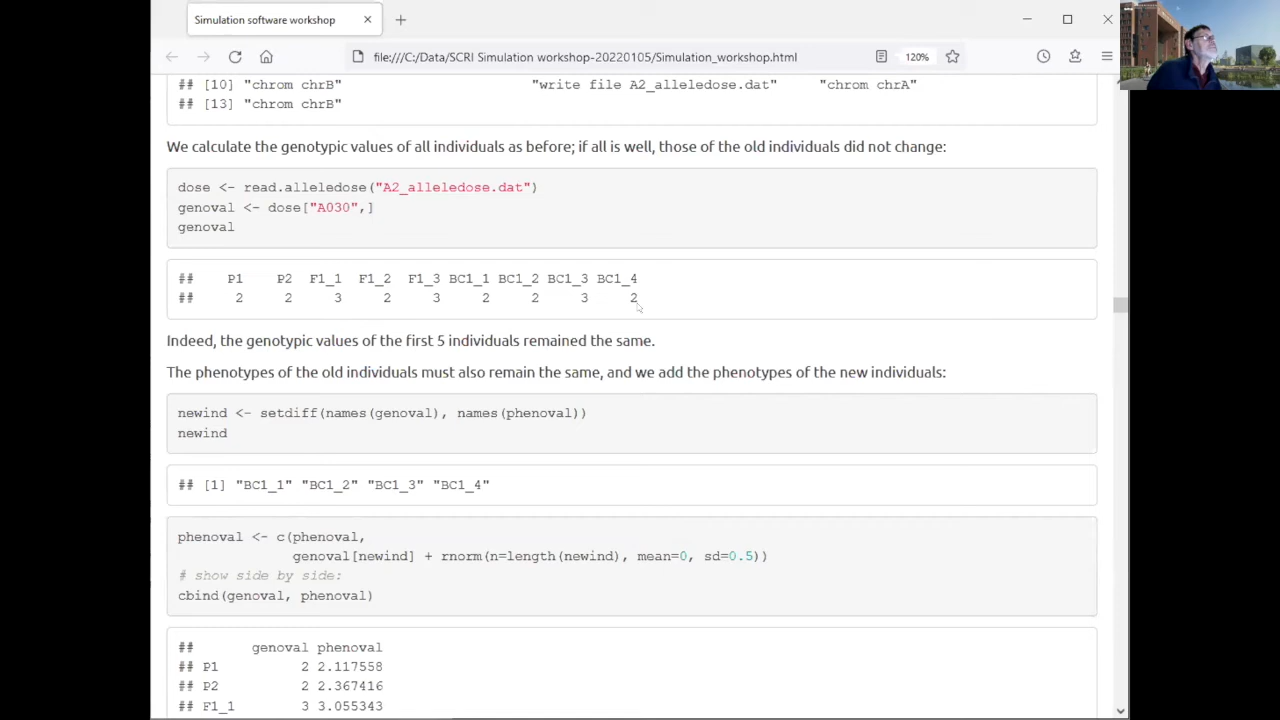 Simulation software workshop
file:///C:/Data/SCRI Simulation workshop-20220105/Simulation_workshop.html
120%
## [10] "chrom chrB" "write file A2_alleledose.dat" "chrom chrA"
## [13] "chrom chrB"
We calculate the genotypic values of all individuals as before; if all is well, those of the old individuals did not change:
dose <- read.alleledose("A2_alleledose.dat")
genoval <- dose["A030",]
genoval
## P1 P2 F1_1 F1_2 F1_3 BC1_1 BC1_2 BC1_3 BC1_4
## 2 2 3 2 3 2 2 3 2
Indeed, the genotypic values of the first 5 individuals remained the same.
The phenotypes of the old individuals must also remain the same, and we add the phenotypes of the new individuals:
newind <- setdiff(names(genoval), names(phenoval))
newind
## [1] "BC1_1" "BC1_2" "BC1_3" "BC1_4"
phenoval <- c(phenoval,
genoval[newind] + rnorm(n=length(newind), mean=0, sd=0.5))
# show side by side:
cbind(genoval, phenoval)
## genoval phenoval
## P1 2 2.117558
## P2 2 2.367416
## F1_1 3 3.055343